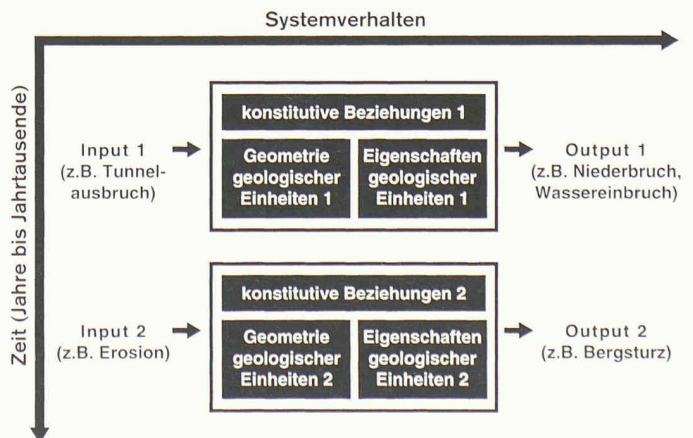 Systemverhalten
Zeit (Jahre bis Jahrtausende)
Input 1
(z.B. Tunnel-
ausbruch)
konstitutive Beziehungen 1
Geometrie
geologischer
Einheiten 1
Eigenschaften
geologischer
Einheiten 1
Output 1
(z.B. Niederbruch,
Wassereinbruch)
Input 2
(z.B. Erosion)
konstitutive Beziehungen 2
Geometrie
geologischer
Einheiten 2
Eigenschaften
geologischer
Einheiten 2
Output 2
(z.B. Bergsturz)